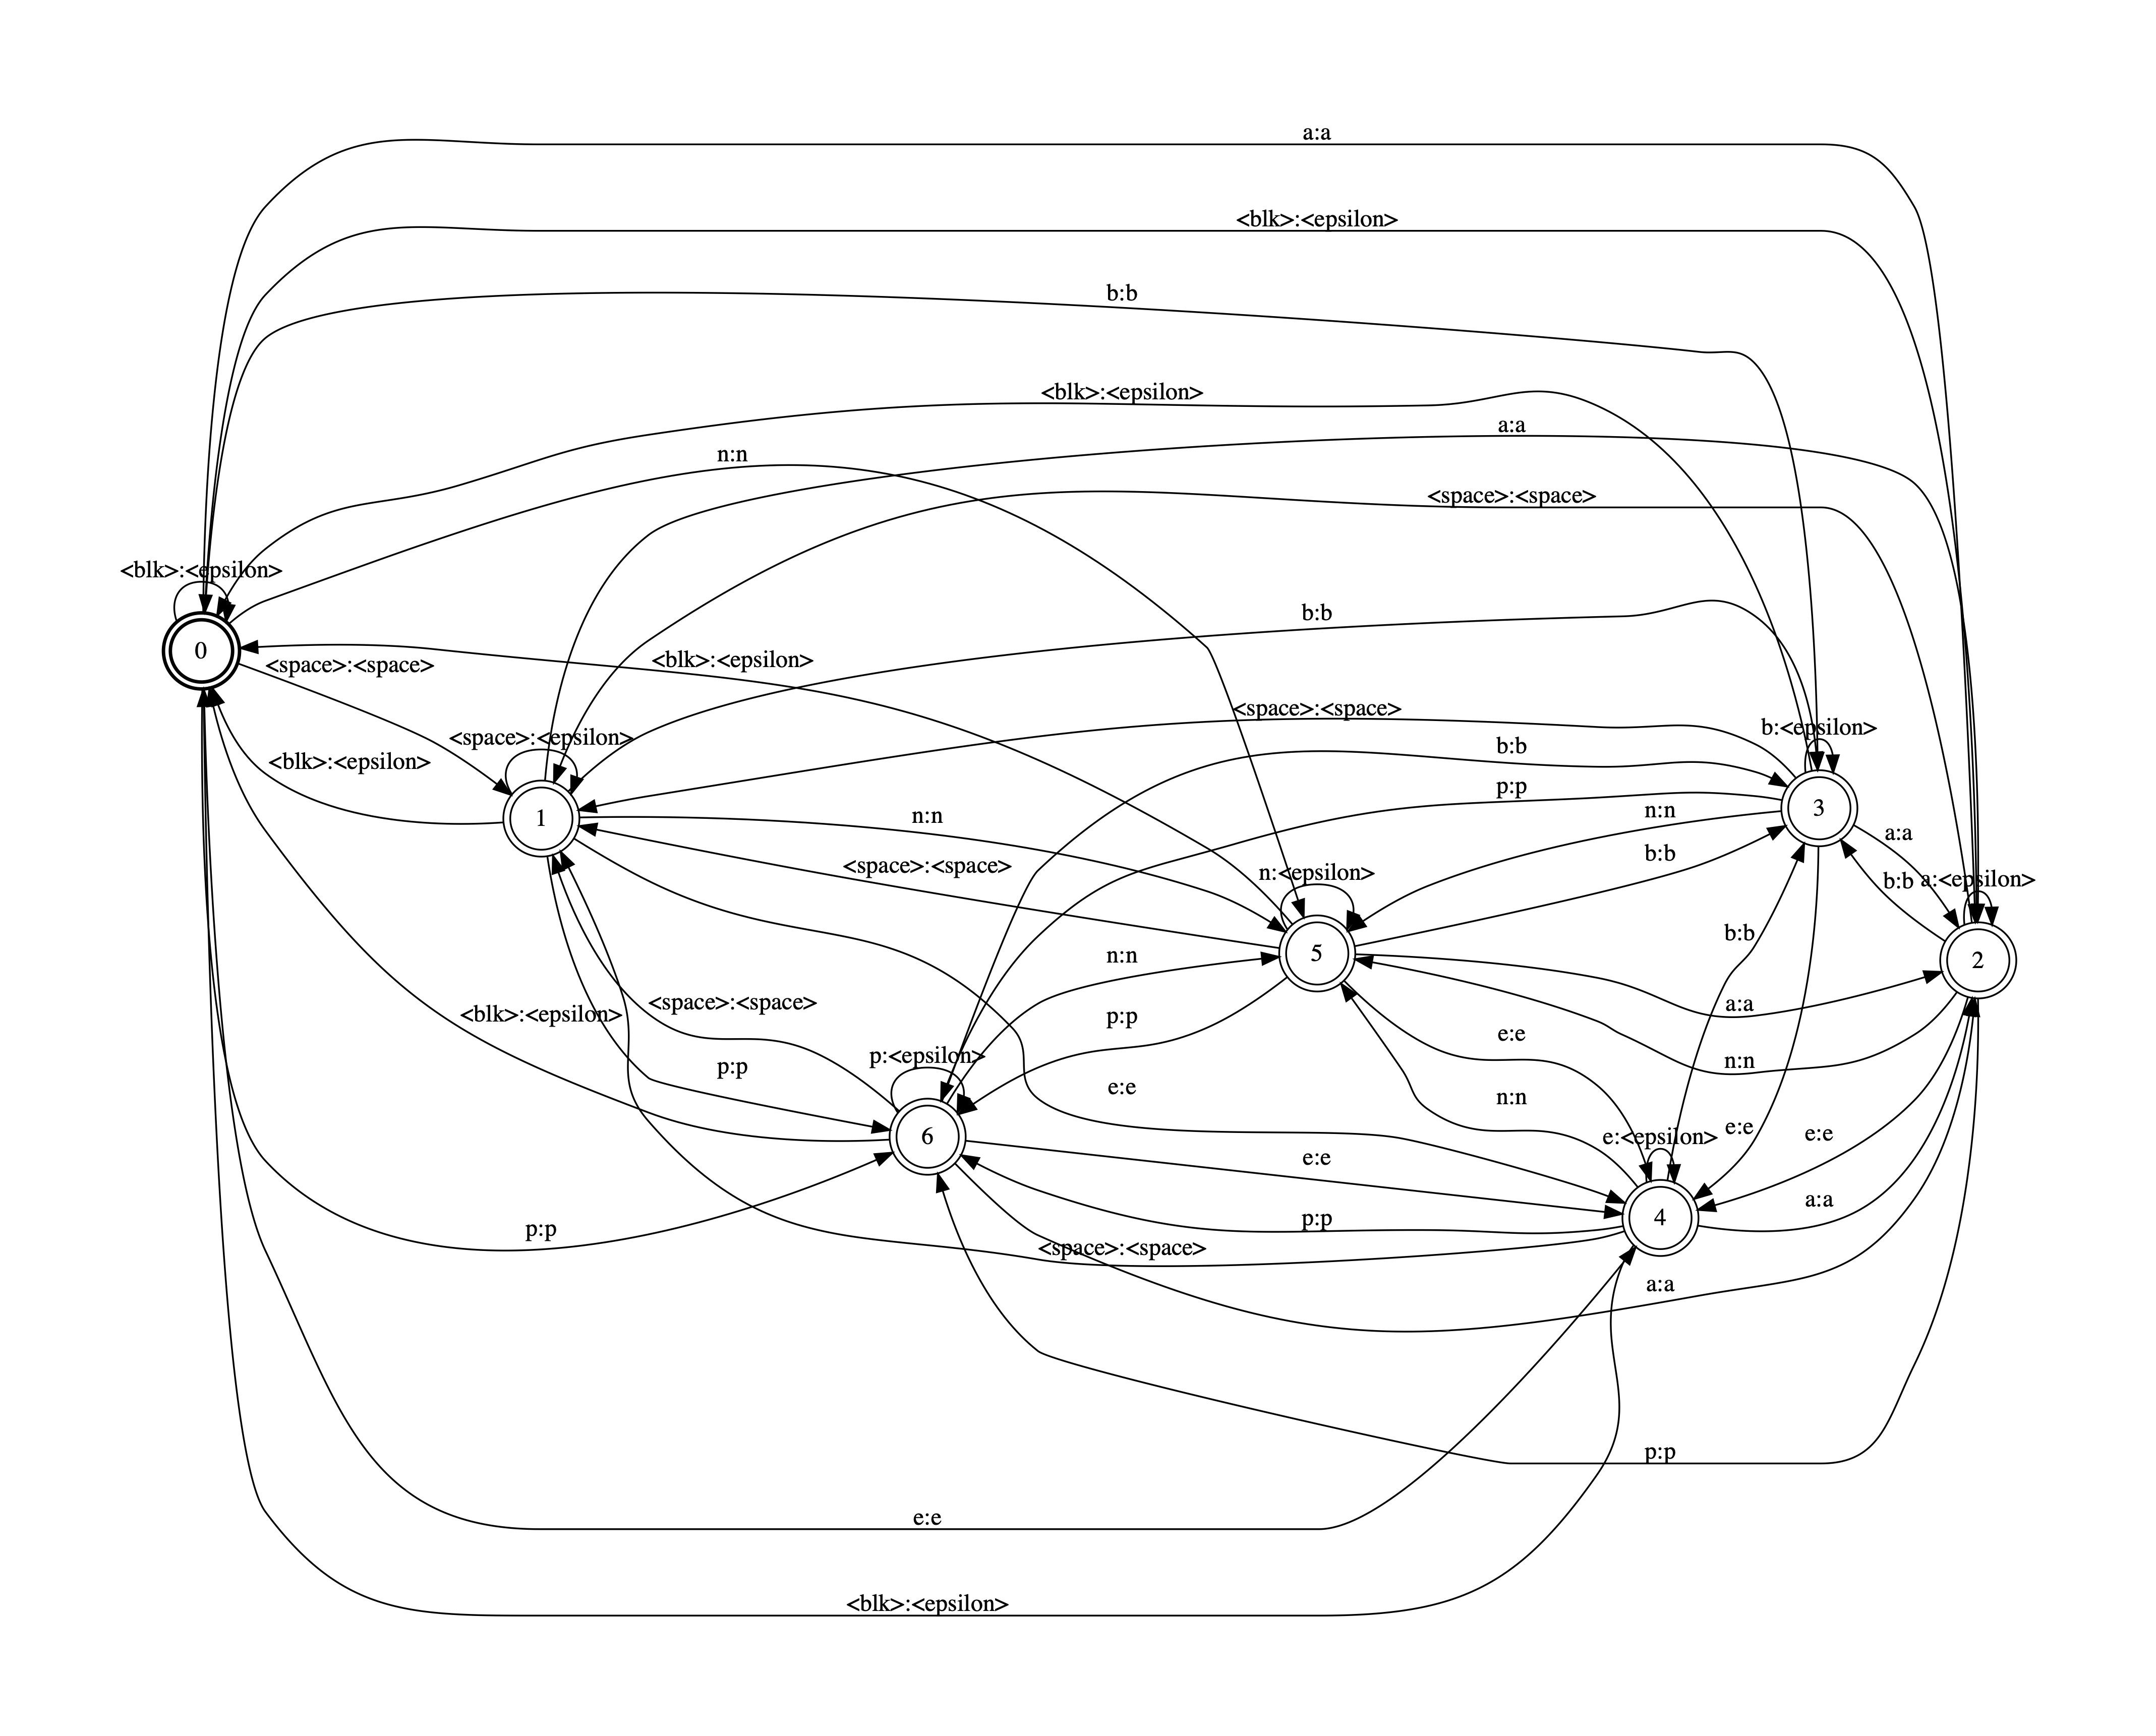 a:a
<blk>:<epsilon>
b:b
<blk>:<epsilon>
a:a
n:n
<space>:<space>
<blk>:<epsilon>
b:b
0
<blk>:<epsilon>
<space>:<space>
<space>:<space>
b:<epsilon>
<space>:<epsilon>
b:b
<blk>:<epsilon>
p:p
3
n:n
n:n
1
a:a
b:b
<space>:<space>
n:<epsilon>
b:b
a:<epsilon>
b:b
5
n:n
2
<space>:<space>
a:a
<blk>:<epsilon>
p:p
e:e
p:<epsilon>
n:n
p:p
e:e
n:n
e:e
e:<epsilon>
e:e
6
e:e
a:a
p:p
4
p:p
<space>:<space>
a:a
p:p
e:e
<blk>:<epsilon>